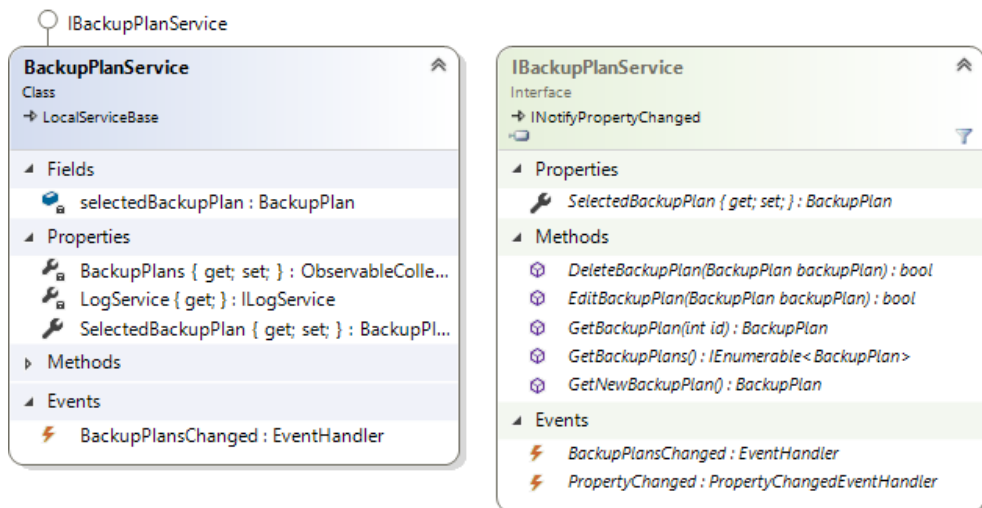 IBackupPlanService
BackupPlanService
Class
LocalServiceBase
Fields
selectedBackupPlan : BackupPlan
Properties
BackupPlans { get; set; } : ObservableColle...
LogService { get; } : ILogService
SelectedBackupPlan { get; set; } : BackupPl...
Methods
Events
BackupPlansChanged : EventHandler
IBackupPlanService
Interface
INotifyPropertyChanged
Properties
SelectedBackupPlan { get; set; } : BackupPlan
Methods
DeleteBackupPlan(BackupPlan backupPlan) : bool
EditBackupPlan(BackupPlan backupPlan) : bool
GetBackupPlan(int id) : BackupPlan
GetBackupPlans() : IEnumerable<BackupPlan>
GetNewBackupPlan() : BackupPlan
Events
BackupPlansChanged : EventHandler
PropertyChanged : PropertyChangedEventHandler